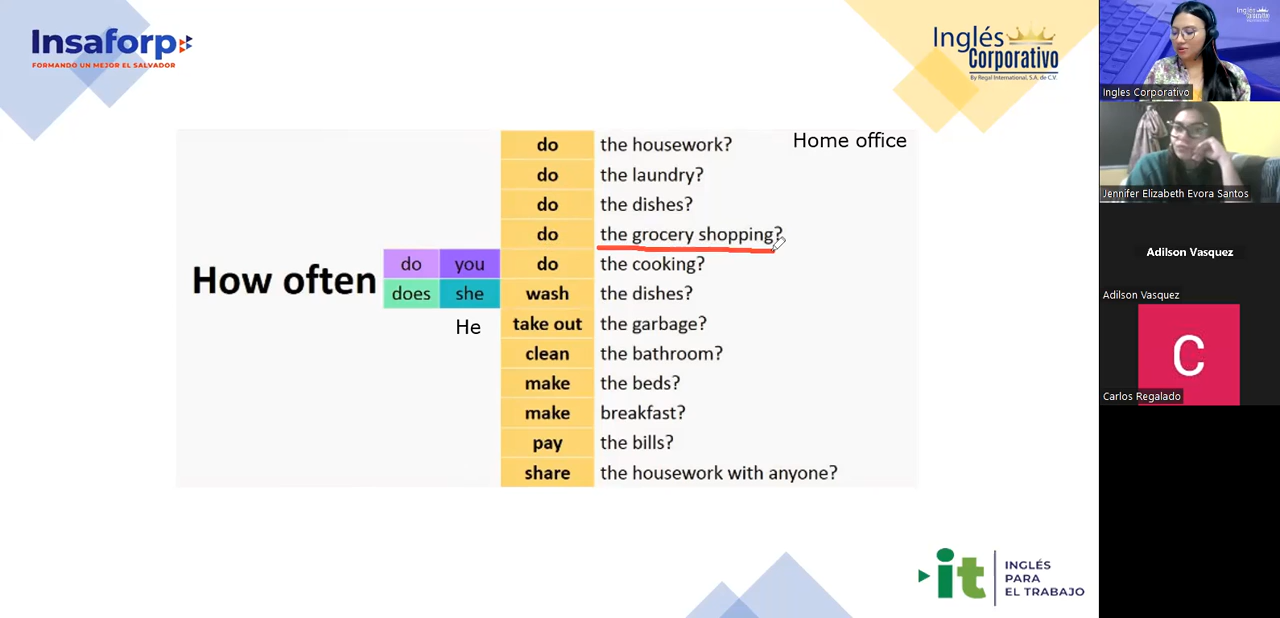 Insaforp
FORMANDO UN MEJOR EL SALVADOR
Inglés
Corporativo
By Regal International, S.A. de C.V.
Home office
How often
do you
does she
He
do the housework?
do the laundry?
do the dishes?
do the grocery shopping?
do the cooking?
wash the dishes?
take out the garbage?
clean the bathroom?
make the beds?
make breakfast?
pay the bills?
share the housework with anyone?
it
INGLÉS
PARA
EL TRABAJO
Ingles Corporativo
Jennifer Elizabeth Evora Santos
Adilson Vasquez
Adilson Vasquez
C
Carlos Regalado